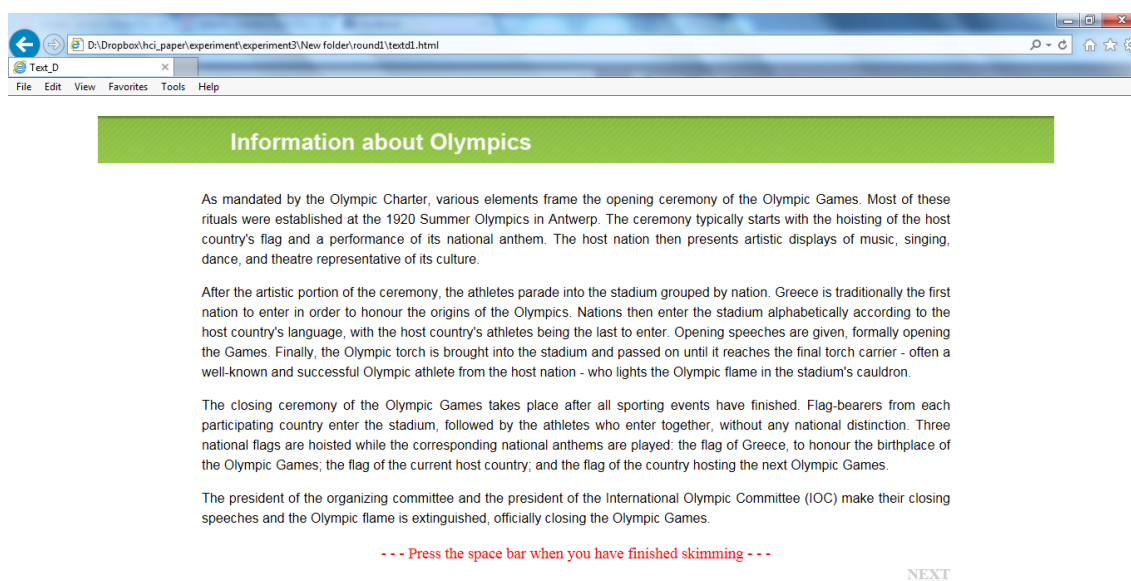 D:\Dropbox\hci_paper\experiment\experiment3\New folder\round1\textd1.html
Text_D
File Edit View Favorites Tools Help
Information about Olympics
As mandated by the Olympic Charter, various elements frame the opening ceremony of the Olympic Games. Most of these
rituals were established at the 1920 Summer Olympics in Antwerp. The ceremony typically starts with the hoisting of the host
country's flag and a performance of its national anthem. The host nation then presents artistic displays of music, singing,
dance, and theatre representative of its culture.
After the artistic portion of the ceremony, the athletes parade into the stadium grouped by nation. Greece is traditionally the first
nation to enter in order to honour the origins of the Olympics. Nations then enter the stadium alphabetically according to the
host country's language, with the host country's athletes being the last to enter. Opening speeches are given, formally opening
the Games. Finally, the Olympic torch is brought into the stadium and passed on until it reaches the final torch carrier - often a
well-known and successful Olympic athlete from the host nation - who lights the Olympic flame in the stadium's cauldron.
The closing ceremony of the Olympic Games takes place after all sporting events have finished. Flag-bearers from each
participating country enter the stadium, followed by the athletes who enter together, without any national distinction. Three
national flags are hoisted while the corresponding national anthems are played: the flag of Greece, to honour the birthplace of
the Olympic Games; the flag of the current host country; and the flag of the country hosting the next Olympic Games.
The president of the organizing committee and the president of the International Olympic Committee (IOC) make their closing
speeches and the Olympic flame is extinguished, officially closing the Olympic Games.
- - - Press the space bar when you have finished skimming - - -
NEXT